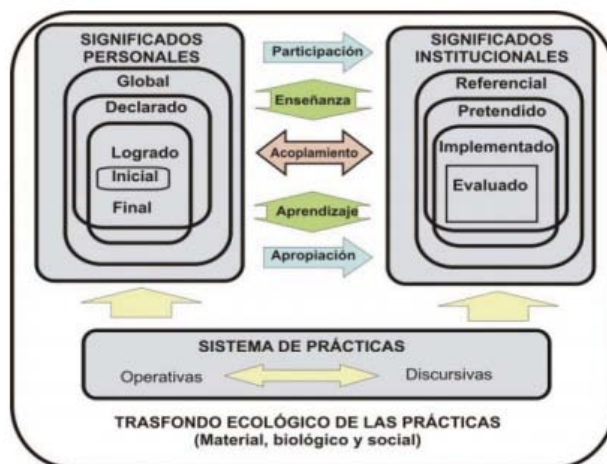 SIGNIFICADOS
PERSONALES
Global
Declarado
Logrado
Inicial
Final
Participación
Enseñanza
Acoplamiento
Aprendizaje
Apropiación
SIGNIFICADOS
INSTITUCIONALES
Referencial
Pretendido
Implementado
Evaluado
SISTEMA DE PRÁCTICAS
Operativas
Discursivas
TRASFONDO ECOLÓGICO DE LAS PRÁCTICAS
(Material, biológico y social)